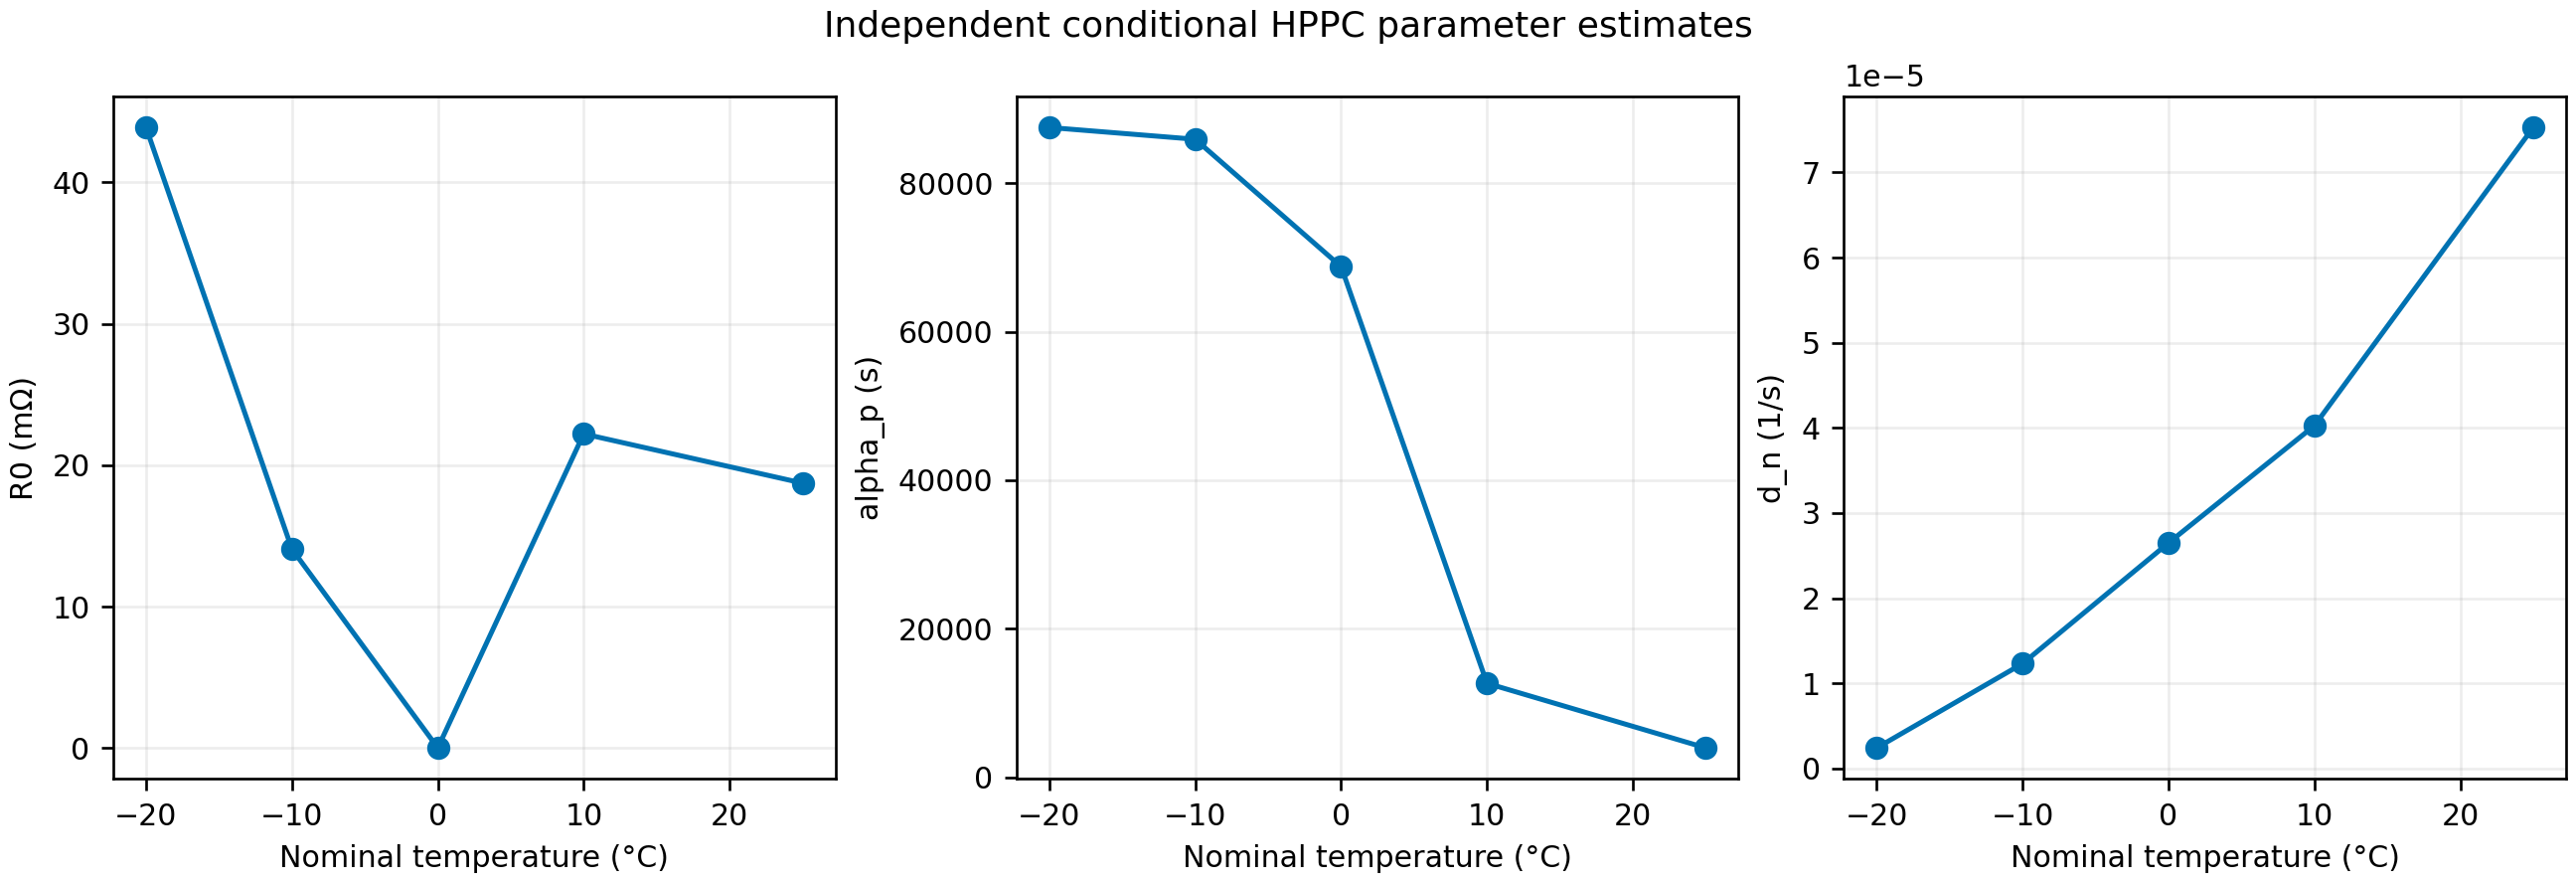 Independent conditional HPPC parameter estimates
R0 (mΩ)
40
30
20
10
0
−20 −10 0 10 20
Nominal temperature (°C)
alpha_p (s)
80000
60000
40000
20000
0
−20 −10 0 10 20
Nominal temperature (°C)
1e−5
d_n (1/s)
7
6
5
4
3
2
1
0
−20 −10 0 10 20
Nominal temperature (°C)